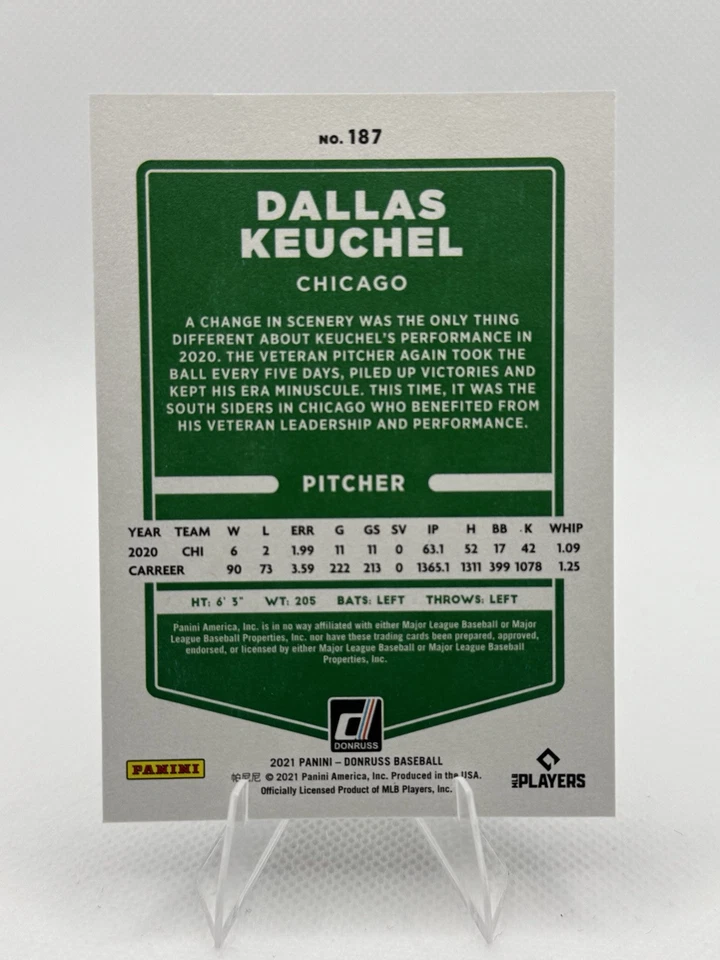 NO. 187
DALLAS
KEUCHEL
CHICAGO
A CHANGE IN SCENERY WAS THE ONLY THING
DIFFERENT ABOUT KEUCHEL'S PERFORMANCE IN
2020. THE VETERAN PITCHER AGAIN TOOK THE
BALL EVERY FIVE DAYS, PILED UP VICTORIES AND
KEPT HIS ERA MINUSCULE. THIS TIME, IT WAS THE
SOUTH SIDERS IN CHICAGO WHO BENEFITED FROM
HIS VETERAN LEADERSHIP AND PERFORMANCE.
PITCHER
YEAR TEAM W L ERR G GS SV IP H BB K WHIP
2020 CHI 6 2 1.99 11 11 0 63.1 52 17 42 1.09
CARREER 90 73 3.59 222 213 0 1365.1 1311 399 1078 1.25
HT: 6' 3" WT: 205 BATS: LEFT THROWS: LEFT
Panini America, Inc. is in no way affiliated with either Major League Baseball or Major
League Baseball Properties, Inc. nor have these trading cards been prepared, approved,
endorsed, or licensed by either Major League Baseball or Major League Baseball
Properties, Inc.
DONRUSS
2021 PANINI – DONRUSS BASEBALL
帕尼尼 © 2021 Panini America, Inc. Produced in the USA.
Officially Licensed Product of MLB Players, Inc.
PANINI
MLB PLAYERS